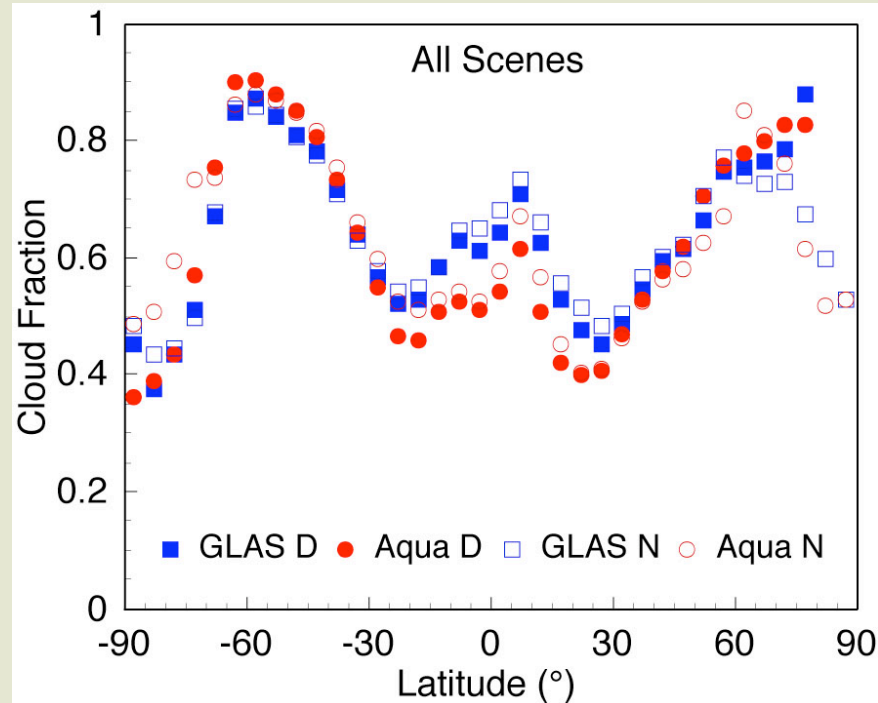 All Scenes
Cloud Fraction
1
0.8
0.6
0.4
0.2
0
GLAS D Aqua D GLAS N Aqua N
-90 -60 -30 0 30 60 90
Latitude (°)